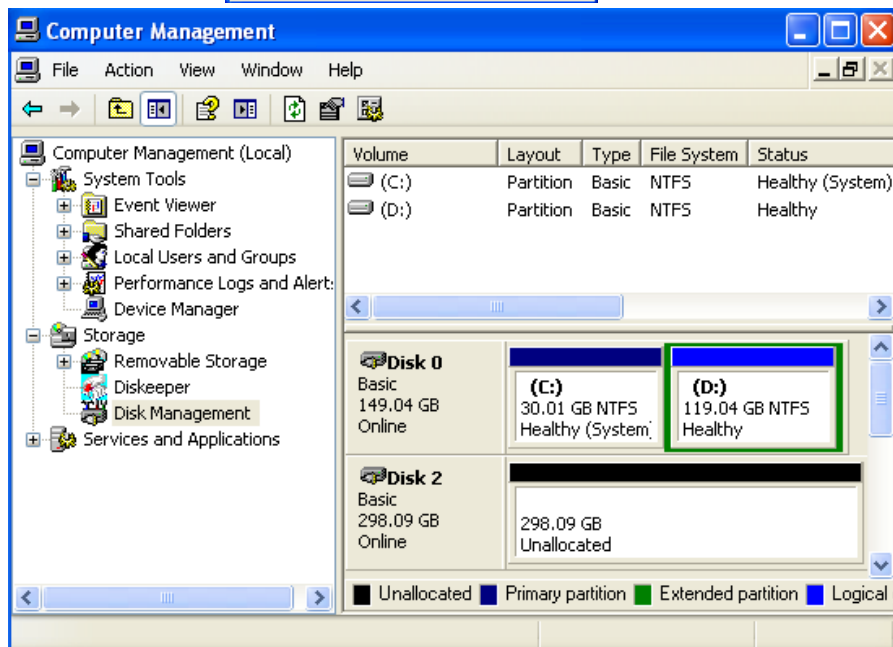 Computer Management
File Action View Window Help
Computer Management (Local)
System Tools
Event Viewer
Shared Folders
Local Users and Groups
Performance Logs and Alert:
Device Manager
Storage
Removable Storage
Diskeeper
Disk Management
Services and Applications
Volume Layout Type File System Status
(C:) Partition Basic NTFS Healthy (System)
(D:) Partition Basic NTFS Healthy
Disk 0
Basic
149.04 GB
Online
(C:)
30.01 GB NTFS
Healthy (System)
(D:)
119.04 GB NTFS
Healthy
Disk 2
Basic
298.09 GB
Online
298.09 GB
Unallocated
Unallocated Primary partition Extended partition Logical